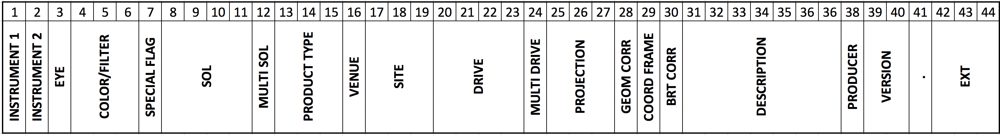 1 2 3 4 5 6 7 8 9 10 11 12 13 14 15 16 17 18 19 20 21 22 23 24 25 26 27 28 29 30 31 32 33 34 35 36 36 38 39 40 41 42 43 44
INSTRUMENT 1
INSTRUMENT 2
EYE
COLOR/FILTER
SPECIAL FLAG
SOL
MULTI SOL
PRODUCT TYPE
VENUE
SITE
DRIVE
MULTI DRIVE
PROJECTION
GEOM CORR
COORD FRAME
BRT CORR
DESCRIPTION
PRODUCER
VERSION
.
EXT